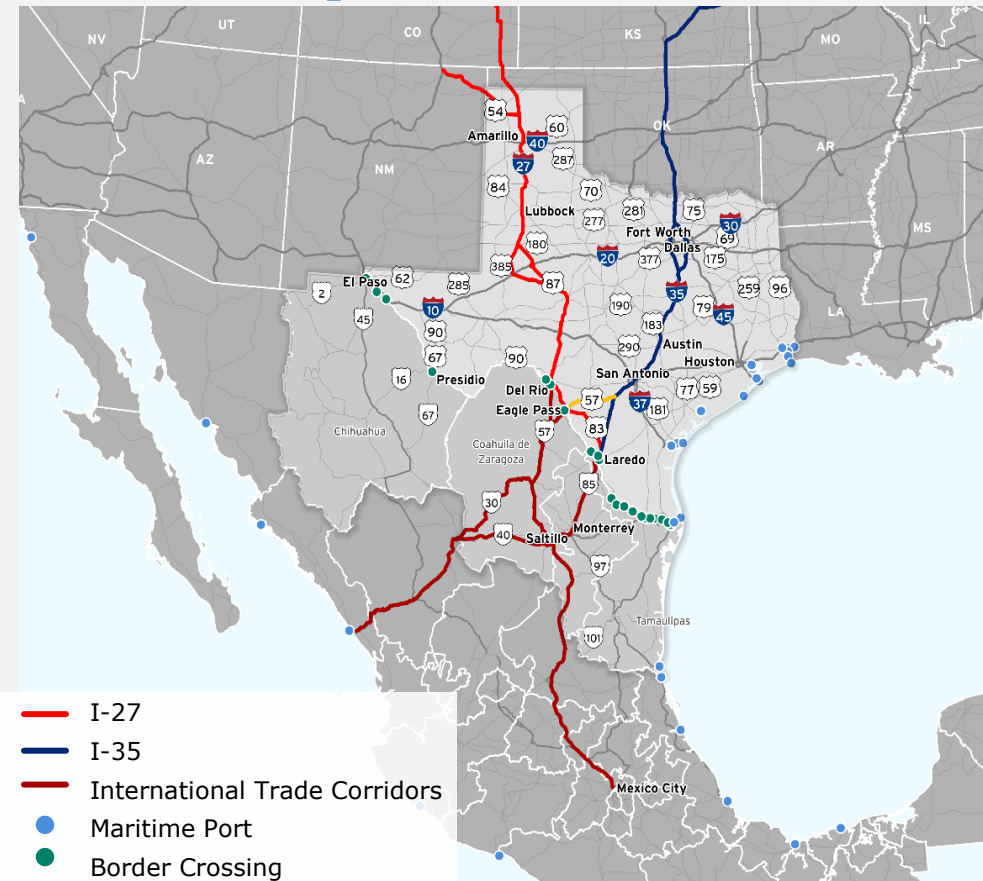 NV
UT
CO
KS
MO
IL
54
Amarillo
60
40
27
287
OK
AR
AZ
NM
84
70
Lubbock
277
281
75
30
MS
180
Fort Worth
69
Dallas
20
377
175
385
87
El Paso
62
285
2
259
96
190
35
79
45
10
45
LA
183
90
Austin
290
Houston
67
90
San Antonio
16
Presidio
Del Rio
77
59
57
37
181
Eagle Pass
67
83
57
Chihuahua
Coahuila de
Zaragoza
Laredo
85
30
Monterrey
40
Saltillo
97
101
Tamaulipas
Mexico City
I-27
I-35
International Trade Corridors
Maritime Port
Border Crossing